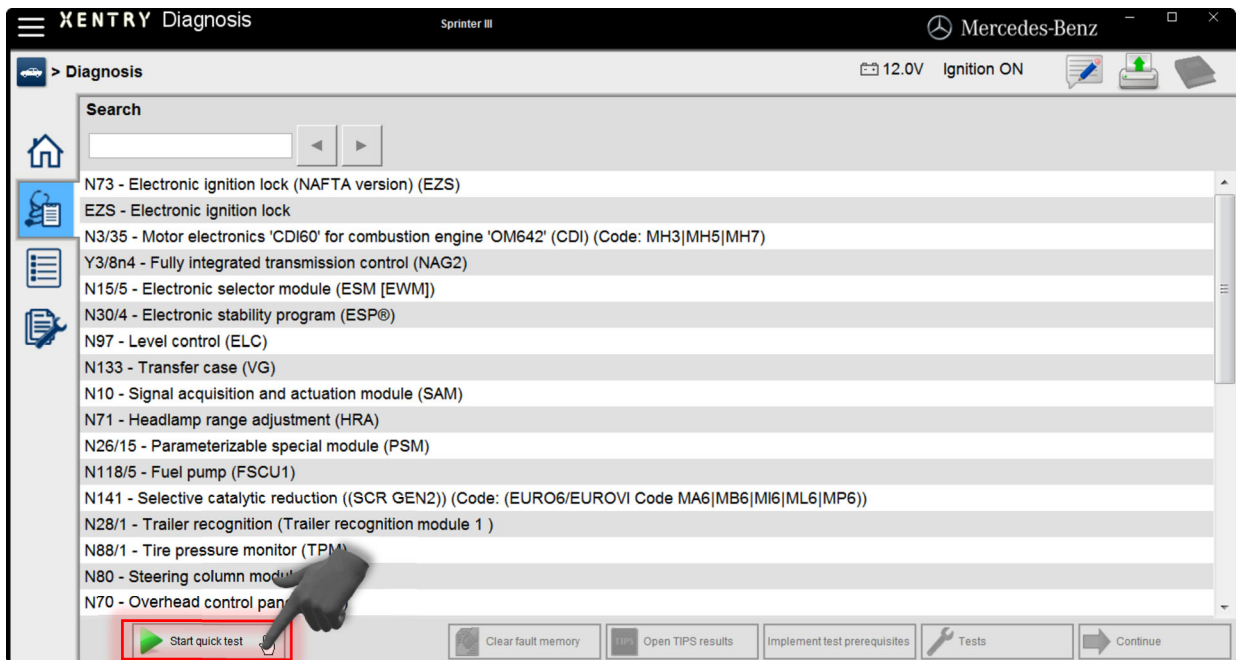 XENTRY Diagnosis
Sprinter III
Mercedes-Benz
> Diagnosis
12.0V
Ignition ON
Search
N73 - Electronic ignition lock (NAFTA version) (EZS)
EZS - Electronic ignition lock
N3/35 - Motor electronics 'CDI60' for combustion engine 'OM642' (CDI) (Code: MH3|MH5|MH7)
Y3/8n4 - Fully integrated transmission control (NAG2)
N15/5 - Electronic selector module (ESM [EWM])
N30/4 - Electronic stability program (ESP®)
N97 - Level control (ELC)
N133 - Transfer case (VG)
N10 - Signal acquisition and actuation module (SAM)
N71 - Headlamp range adjustment (HRA)
N26/15 - Parameterizable special module (PSM)
N118/5 - Fuel pump (FSCU1)
N141 - Selective catalytic reduction ((SCR GEN2)) (Code: (EURO6/EUROVI Code MA6|MB6|MI6|ML6|MP6))
N28/1 - Trailer recognition (Trailer recognition module 1 )
N88/1 - Tire pressure monitor (TPM)
N80 - Steering column
N70 - Overhead control
Start quick test
Clear fault memory
TIPS
Open TIPS results
Implement test prerequisites
Tests
Continue